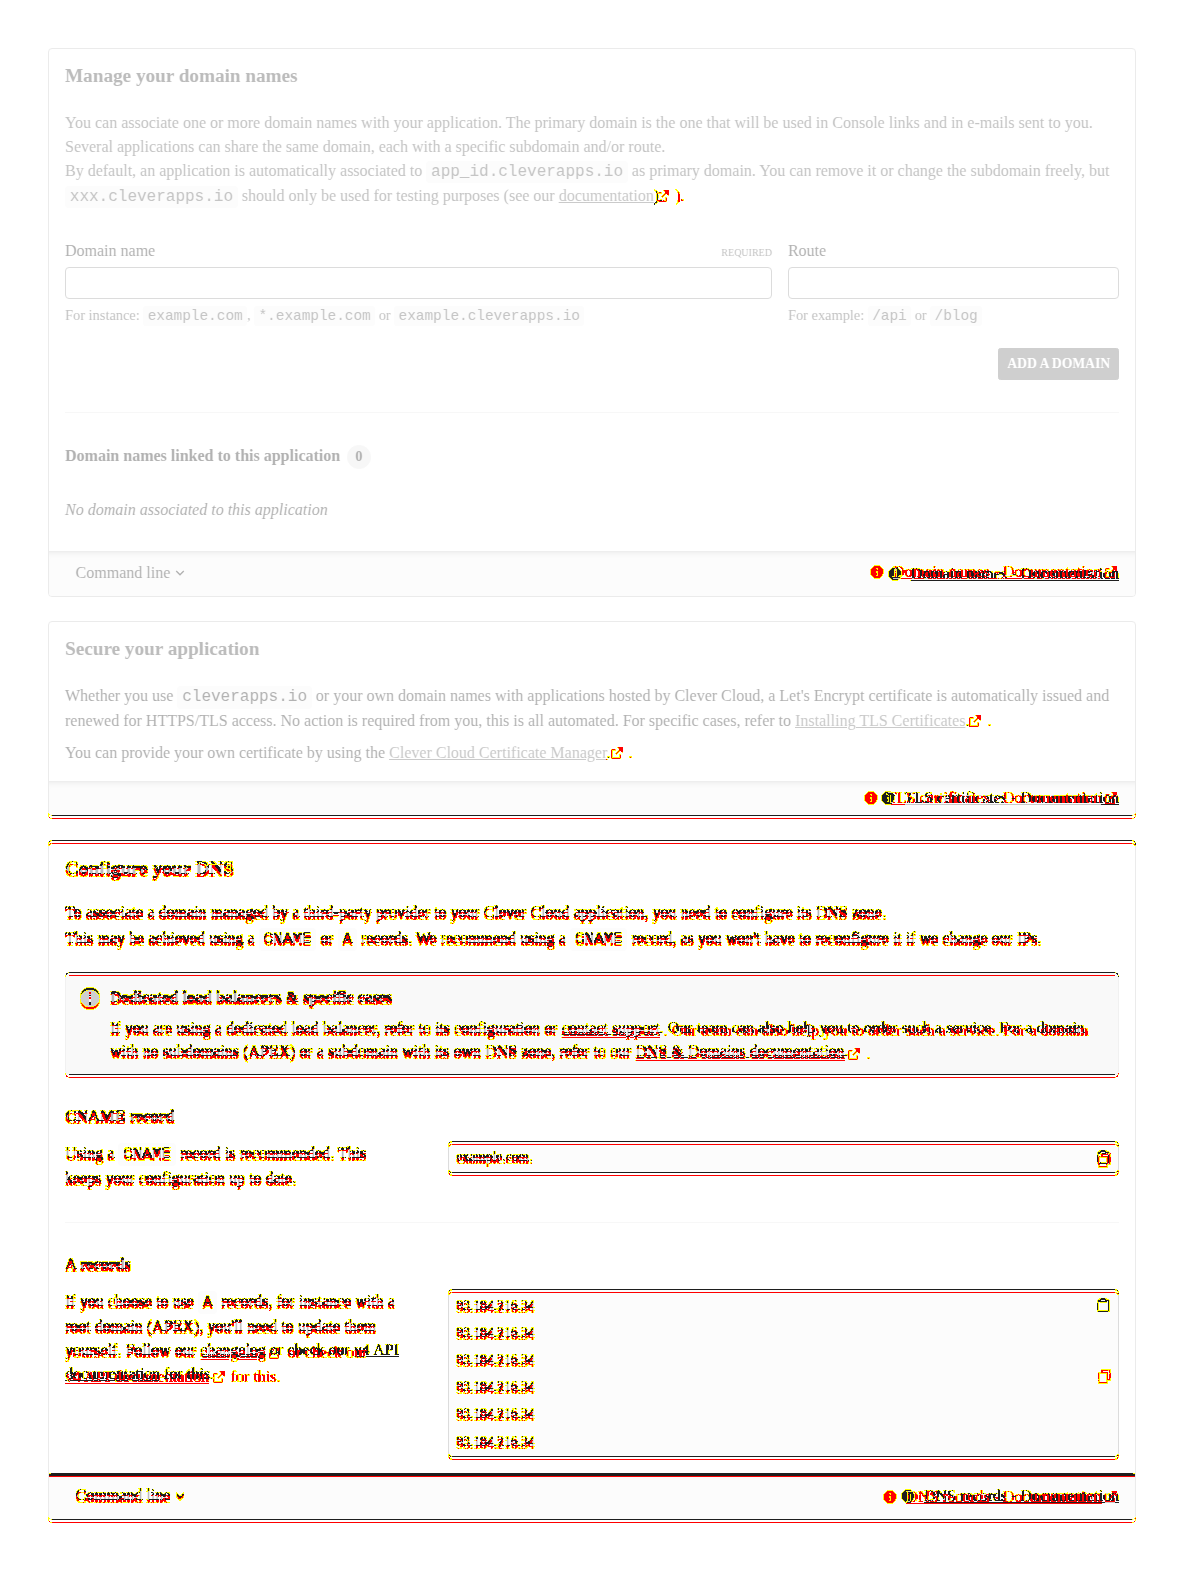 Manage your domain names
You can associate one or more domain names with your application. The primary domain is the one that will be used in Console links and in e-mails sent to you.
Several applications can share the same domain, each with a specific subdomain and/or route.
By default, an application is automatically associated to app_id.cleverapps.io as primary domain. You can remove it or change the subdomain freely, but
xxx.cleverapps.io should only be used for testing purposes (see our documentation).
Domain name REQUIRED Route
For instance: example.com, *.example.com or example.cleverapps.io For example: /api or /blog
ADD A DOMAIN
Domain names linked to this application 0
No domain associated to this application
Command line Domain names - Documentation
Secure your application
Whether you use cleverapps.io or your own domain names with applications hosted by Clever Cloud, a Let's Encrypt certificate is automatically issued and
renewed for HTTPS/TLS access. No action is required from you, this is all automated. For specific cases, refer to Installing TLS Certificates.
You can provide your own certificate by using the Clever Cloud Certificate Manager.
TLS Certificates - Documentation
Configure your DNS
To associate a domain managed by a third-party provider to your Clever Cloud application, you need to configure its DNS zone.
This may be achieved using a CNAME or A records. We recommend using a CNAME record, as you won't have to reconfigure it if we change our IPs.
Dedicated load balancers & specific cases
If you are using a dedicated load balancer, refer to its configuration or contact support. Our team can also help you to order such a service. For a domain
with no subdomains (APEX) or a subdomain with its own DNS zone, refer to our DNS & Domains documentation.
CNAME record
Using a CNAME record is recommended. This
keeps your configuration up to date.
example.com.
A records
If you choose to use A records, for instance with a
root domain (APEX), you'll need to update them
yourself. Follow our changelog or check our API
documentation for this.
Command line DNS records - Documentation